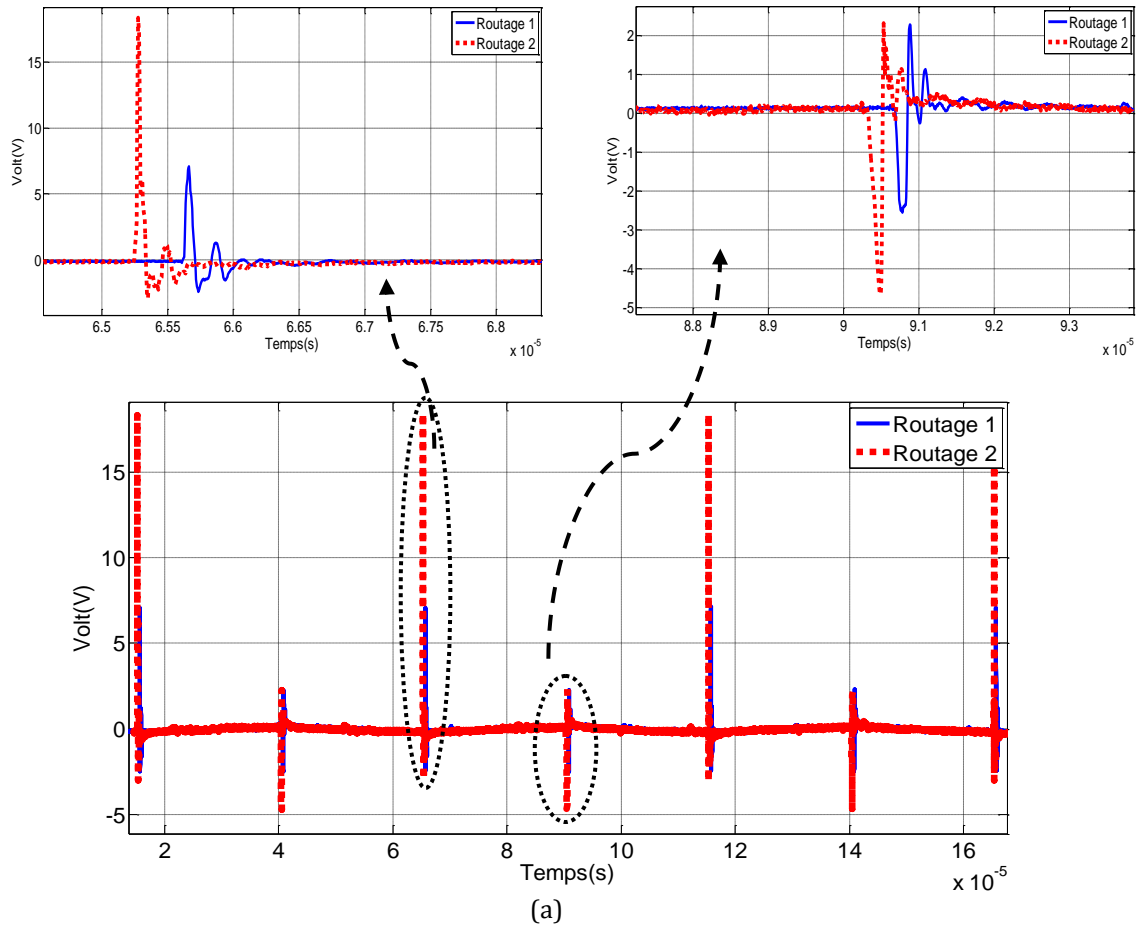 Routage 1
Routage 2
Volt(V)
15
10
5
0
6.5 6.55 6.6 6.65 6.7 6.75 6.8
Temps(s)
x 10-5
Routage 1
Routage 2
Volt(V)
2
1
0
-1
-2
-3
-4
-5
8.8 8.9 9 9.1 9.2 9.3
Temps(s)
x 10-5
Routage 1
Routage 2
Volt(V)
15
10
5
0
-5
2 4 6 8 10 12 14 16
Temps(s)
x 10-5
(a)